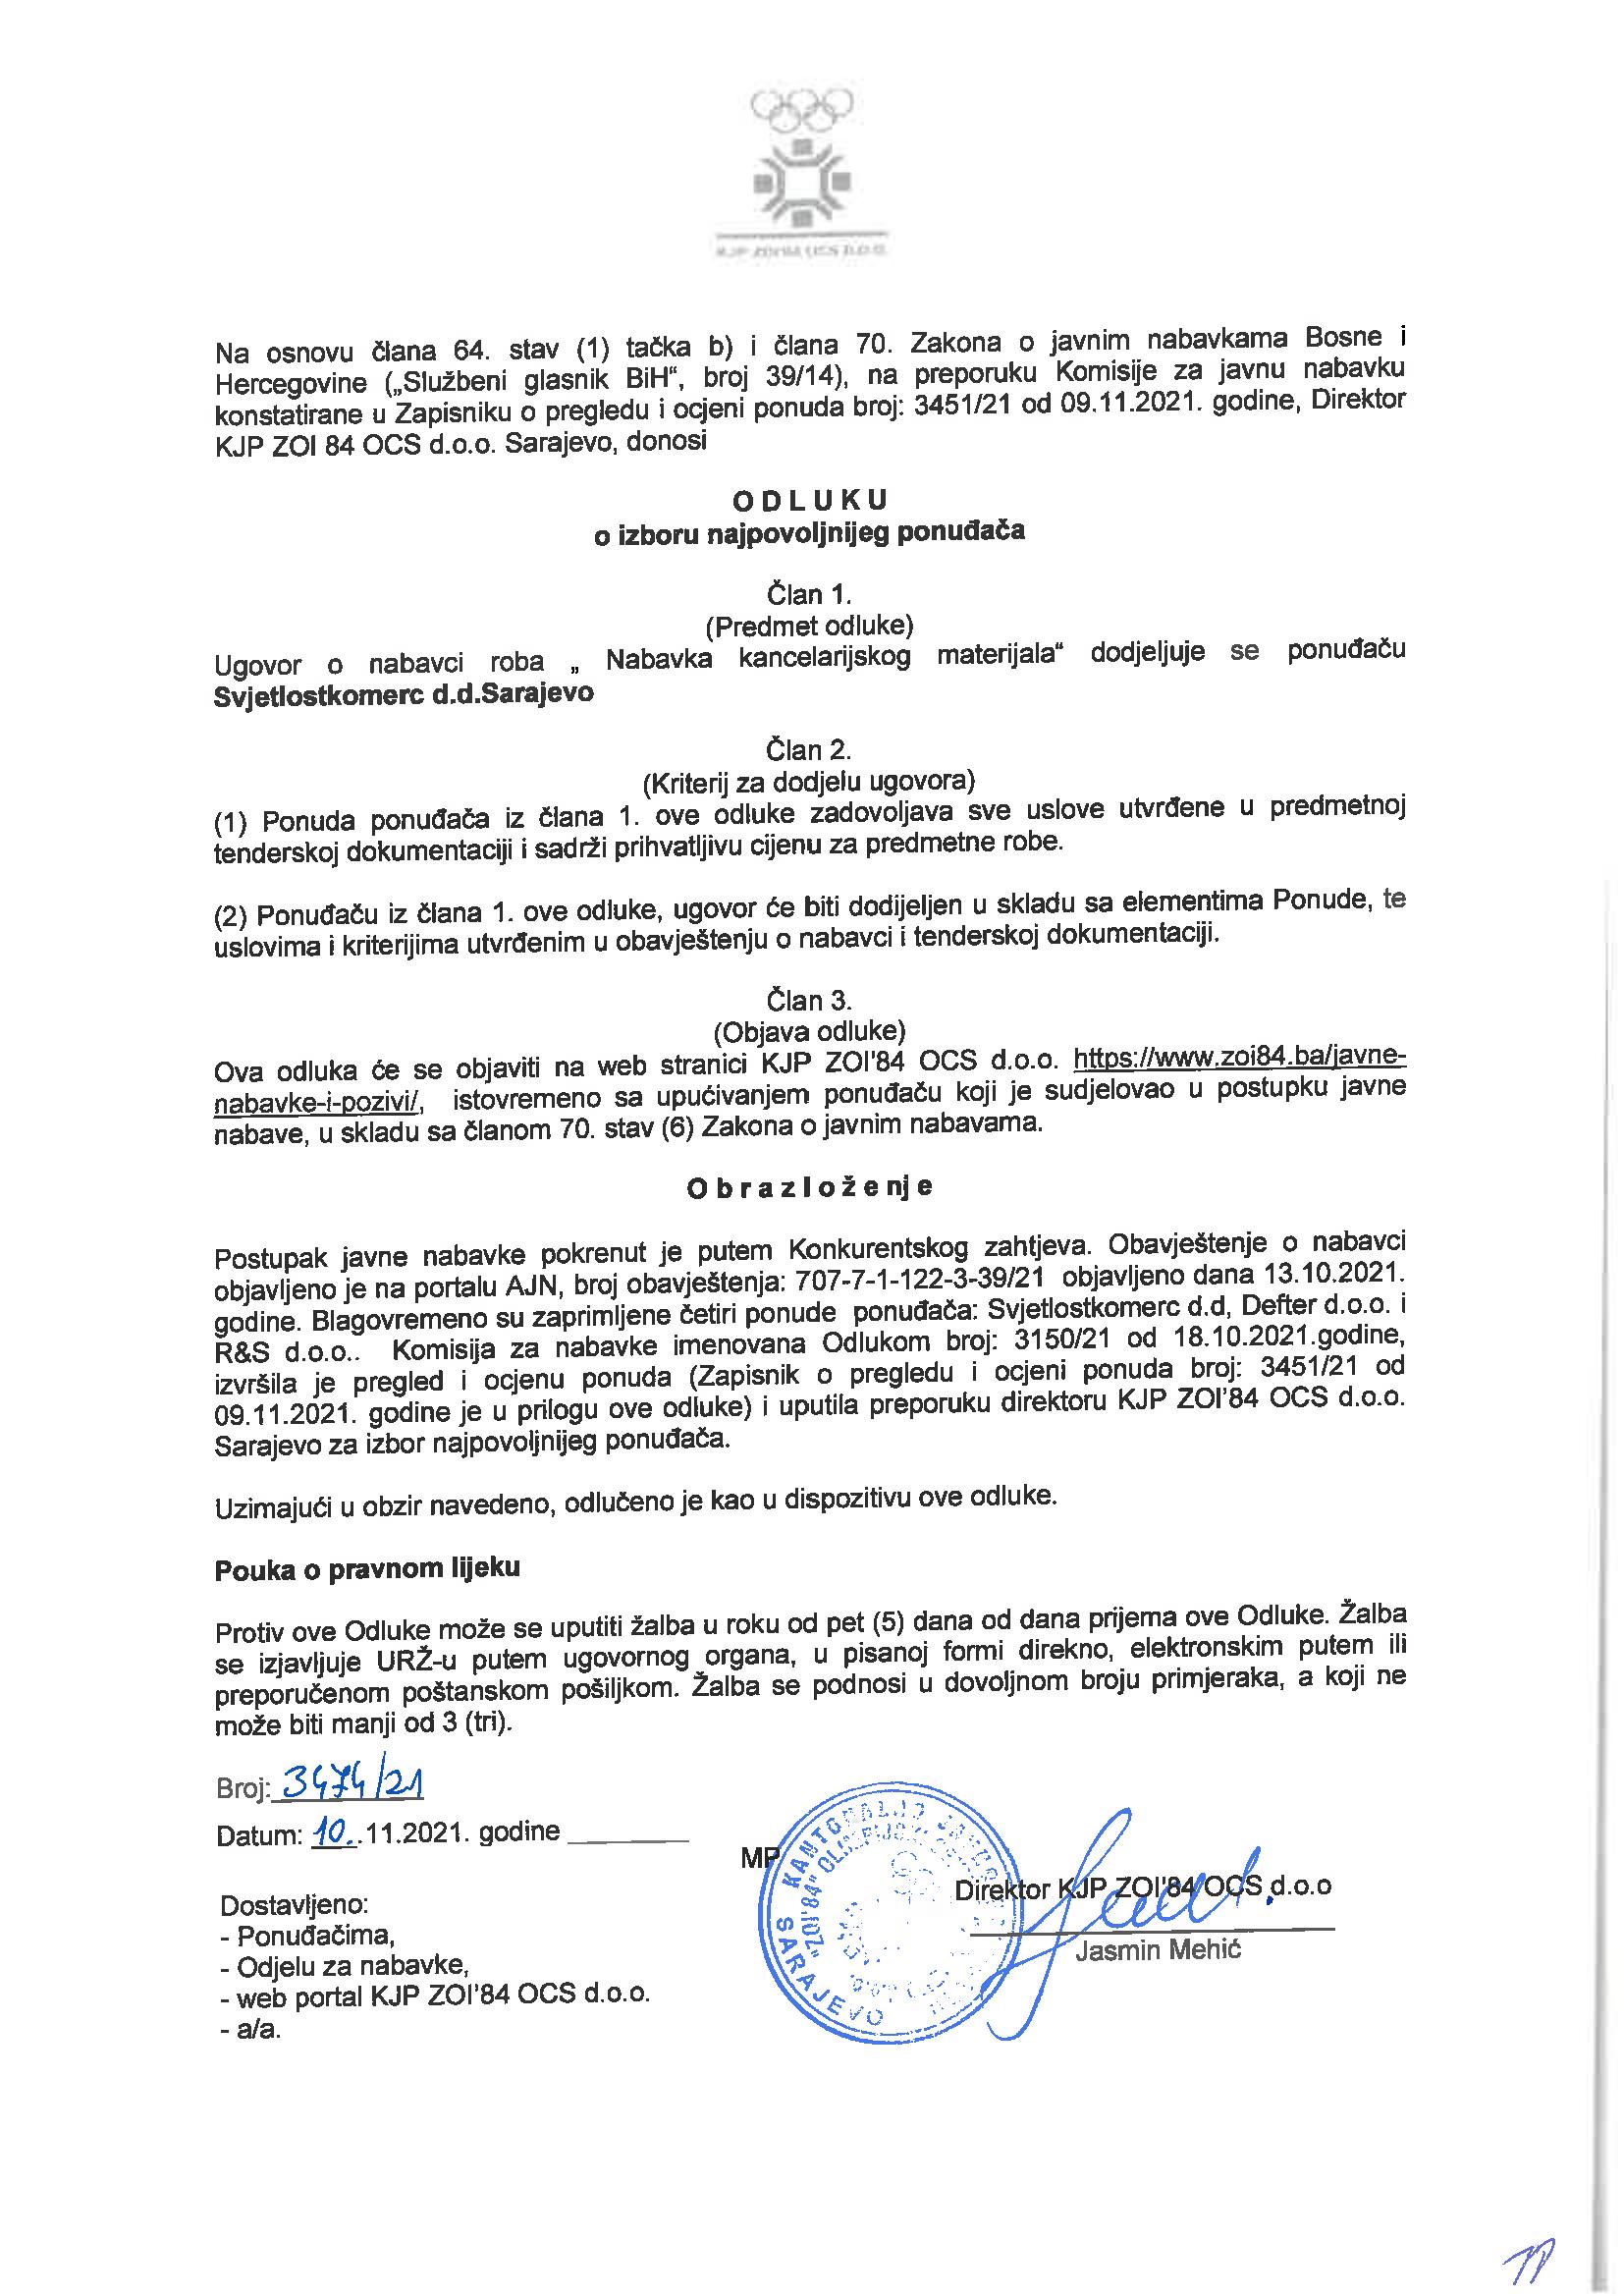 KJP ZOI'84 OCS D.O.O.
Na osnovu člana 64. stav (1) tačka b) i člana 70. Zakona o javnim nabavkama Bosne i
Hercegovine („Službeni glasnik BiH“, broj 39/14), na preporuku Komisije za javnu nabavku
konstatirane u Zapisniku o pregledu i ocjeni ponuda broj: 3451/21 od 09.11.2021. godine, Direktor
KJP ZOI 84 OCS d.o.o. Sarajevo, donosi
O D L U K U
o izboru najpovoljnijeg ponuđača
Član 1.
(Predmet odluke)
Ugovor o nabavci roba „ Nabavka kancelarijskog materijala“ dodjeljuje se ponuđaču
Svjetlostkomerc d.d.Sarajevo
Član 2.
(Kriterij za dodjelu ugovora)
(1) Ponuda ponuđača iz člana 1. ove odluke zadovoljava sve uslove utvrđene u predmetnoj
tenderskoj dokumentaciji i sadrži prihvatljivu cijenu za predmetne robe.
(2) Ponuđaču iz člana 1. ove odluke, ugovor će biti dodijeljen u skladu sa elementima Ponude, te
uslovima i kriterijima utvrđenim u obavještenju o nabavci i tenderskoj dokumentaciji.
Član 3.
(Objava odluke)
Ova odluka će se objaviti na web stranici KJP ZOI'84 OCS d.o.o. https://www.zoi84.ba/javne-
nabavke-i-pozivi/, istovremeno sa upućivanjem ponuđaču koji je sudjelovao u postupku javne
nabave, u skladu sa članom 70. stav (6) Zakona o javnim nabavama.
O b r a z l o ž e nj e
Postupak javne nabavke pokrenut je putem Konkurentskog zahtjeva. Obavještenje o nabavci
objavljeno je na portalu AJN, broj obavještenja: 707-7-1-122-3-39/21 objavljeno dana 13.10.2021.
godine. Blagovremeno su zaprimljene četiri ponude ponuđača: Svjetlostkomerc d.d, Defter d.o.o. i
R&S d.o.o.. Komisija za nabavke imenovana Odlukom broj: 3150/21 od 18.10.2021.godine,
izvršila je pregled i ocjenu ponuda (Zapisnik o pregledu i ocjeni ponuda broj: 3451/21 od
09.11.2021. godine je u prilogu ove odluke) i uputila preporuku direktoru KJP ZOI'84 OCS d.o.o.
Sarajevo za izbor najpovoljnijeg ponuđača.
Uzimajući u obzir navedeno, odlučeno je kao u dispozitivu ove odluke.
Pouka o pravnom lijeku
Protiv ove Odluke može se uputiti žalba u roku od pet (5) dana od dana prijema ove Odluke. Žalba
se izjavljuje URŽ-u putem ugovornog organa, u pisanoj formi direkno, elektronskim putem ili
preporučenom poštanskom pošiljkom. Žalba se podnosi u dovoljnom broju primjeraka, a koji ne
može biti manji od 3 (tri).
Broj: 3474/21
Datum: 10..11.2021. godine
MP
KANTONALNO
"ZOI'84"
SARAJEVO
Direktor KJP ZOI'84 OCS d.o.o
Jasmin Mehić
Dostavljeno:
- Ponuđačima,
- Odjelu za nabavke,
- web portal KJP ZOI'84 OCS d.o.o.
- a/a.